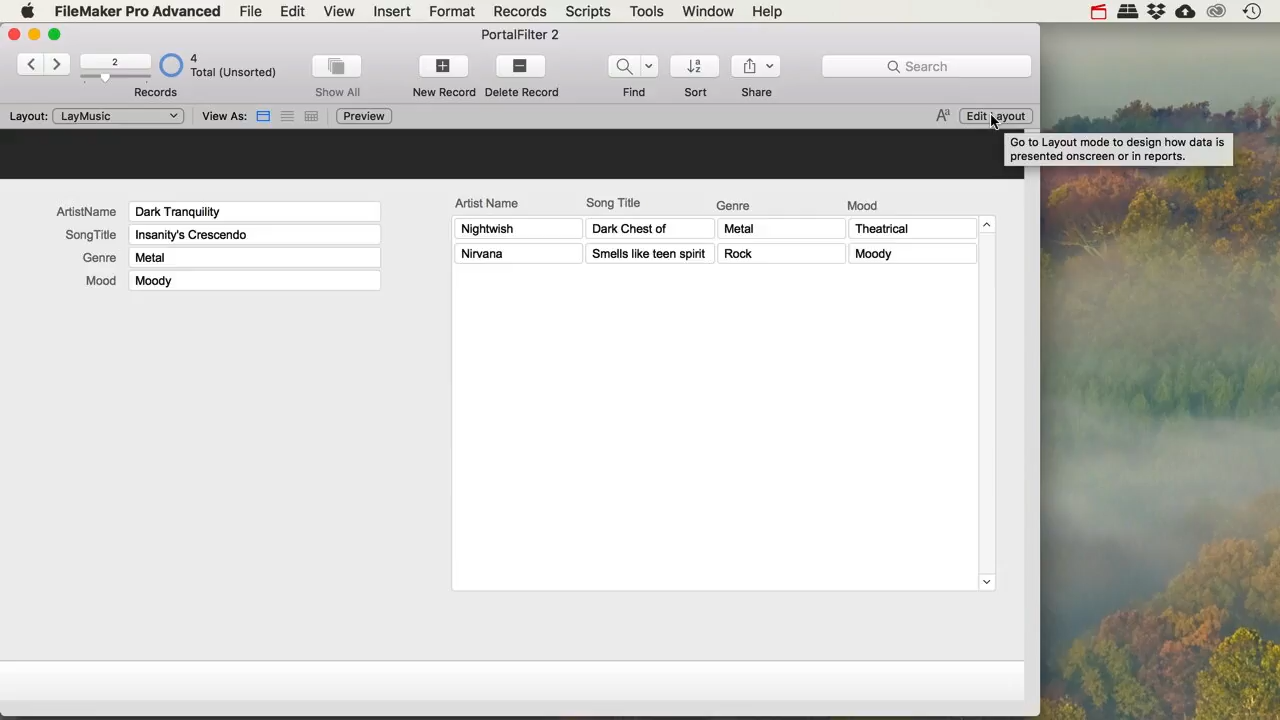 FileMaker Pro Advanced File Edit View Insert Format Records Scripts Tools Window Help
PortalFilter 2
2
4
Total (Unsorted)
Search
Records
Show All
New Record
Delete Record
Find
Sort
Share
Layout: LayMusic View As: Preview Aa Edit Layout
Go to Layout mode to design how data is
presented onscreen or in reports.
ArtistName Dark Tranquility
SongTitle Insanity's Crescendo
Genre Metal
Mood Moody
Artist Name Song Title Genre Mood
Nightwish Dark Chest of Metal Theatrical
Nirvana Smells like teen spirit Rock Moody